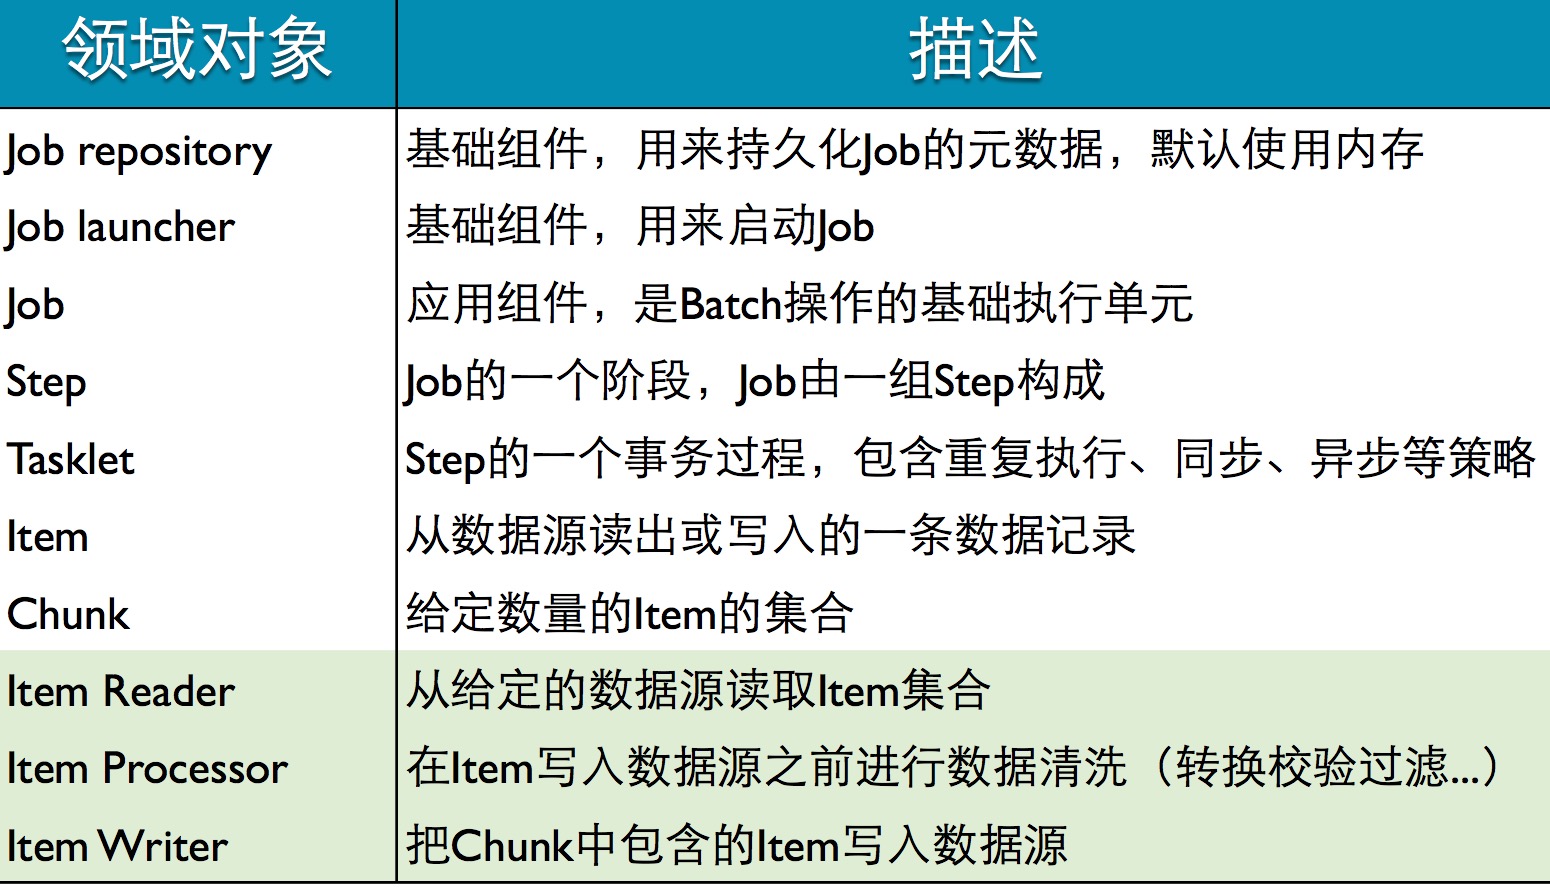 领域对象 描述
Job repository 基础组件，用来持久化Job的元数据，默认使用内存
Job launcher 基础组件，用来启动Job
Job 应用组件，是Batch操作的基础执行单元
Step Job的一个阶段，Job由一组Step构成
Tasklet Step的一个事务过程，包含重复执行、同步、异步等策略
Item 从数据源读出或写入的一条数据记录
Chunk 给定数量的Item的集合
Item Reader 从给定的数据源读取Item集合
Item Processor 在Item写入数据源之前进行数据清洗（转换校验过滤...）
Item Writer 把Chunk中包含的Item写入数据源